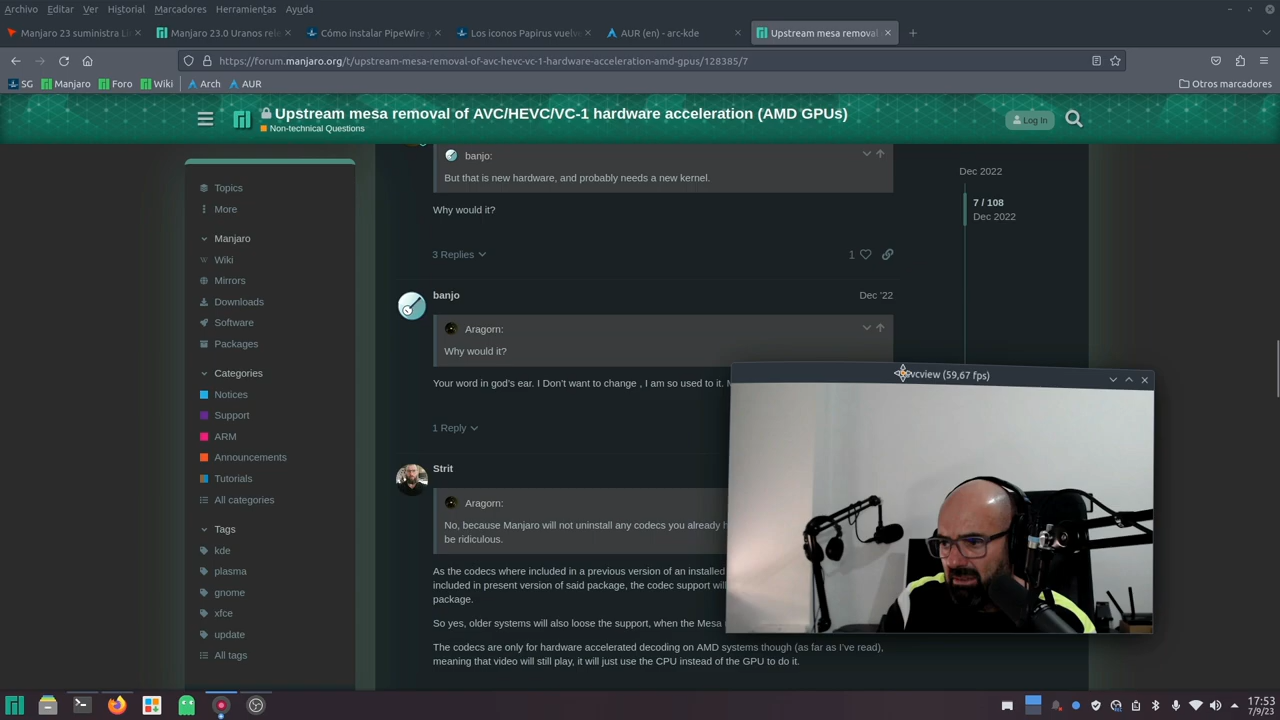 Archivo Editar Ver Historial Marcadores Herramientas Ayuda
Manjaro 23 suministra Li
Manjaro 23.0 Uranos rele
Cómo instalar PipeWire y
Los iconos Papirus vuelv
AUR (en) - arc-kde
Upstream mesa removal
https://forum.manjaro.org/t/upstream-mesa-removal-of-avc-hevc-vc-1-hardware-acceleration-amd-gpus/128385/7
SG Manjaro Foro Wiki Arch AUR
Otros marcadores
Upstream mesa removal of AVC/HEVC/VC-1 hardware acceleration (AMD GPUs)
Non-technical Questions
Log In
Topics
More
Manjaro
Wiki
Mirrors
Downloads
Software
Packages
Categories
Notices
Support
ARM
Announcements
Tutorials
All categories
Tags
kde
plasma
gnome
xfce
update
All tags
banjo:
But that is new hardware, and probably needs a new kernel.
Why would it?
3 Replies
1
banjo
Dec '22
Aragorn:
Why would it?
Your word in god's ear. I Don't want to change , I am so used to it.
1 Reply
Strit
Aragorn:
No, because Manjaro will not uninstall any codecs you already
be ridiculous.
As the codecs where included in a previous version of an installed
included in present version of said package, the codec support
package.
So yes, older systems will also loose the support, when the Mesa
The codecs are only for hardware accelerated decoding on AMD systems though (as far as I've read),
meaning that video will still play, it will just use the CPU instead of the GPU to do it.
Dec 2022
7 / 108
Dec 2022
(59,67 fps)
17:53
7/9/23